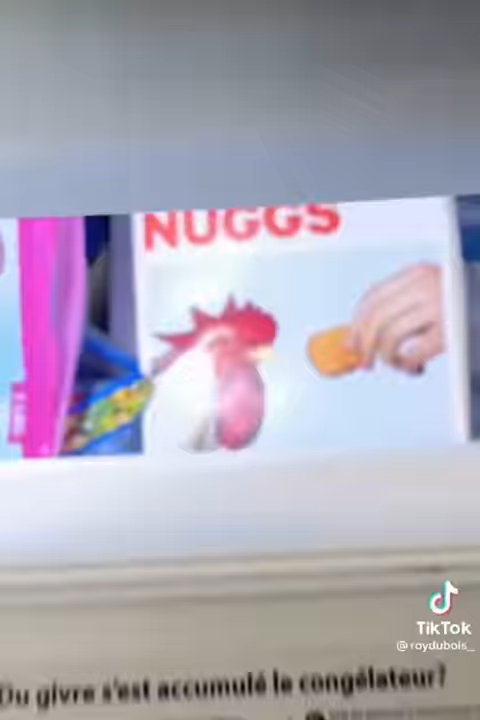 NUGGS
TikTok
@roydubois_
Du givre s'est accumulé le congélateur?